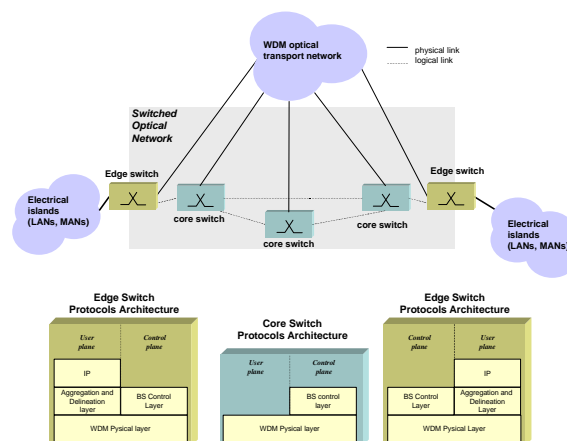 WDM optical
transport network
physical link
logical link
Switched
Optical
Network
Edge switch
Edge switch
Electrical
islands
(LANs, MANs)
core switch
core switch
core switch
Electrical
islands
(LANs, MANs)
Edge Switch
Protocols Architecture
User
plane
Control
plane
IP
Aggregation and
Delineation
layer
BS Control
Layer
WDM Pysical layer
Core Switch
Protocols Architecture
User
plane
Control
plane
BS control
layer
WDM Pysical layer
Edge Switch
Protocols Architecture
Control
plane
User
plane
IP
BS Control
Layer
Aggregation and
Delineation
Layer
WDM Pysical Layer